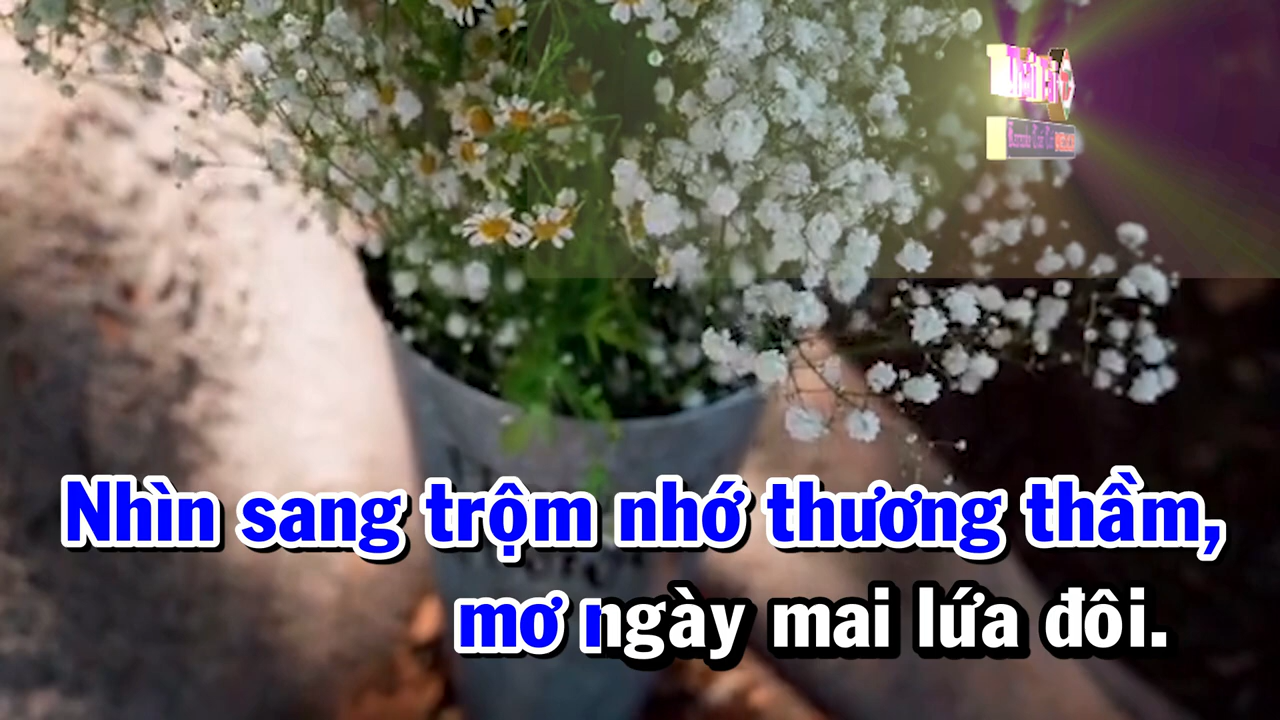 Nhìn sang trộm nhớ thương thầm,
mơ ngày mai lứa đôi.